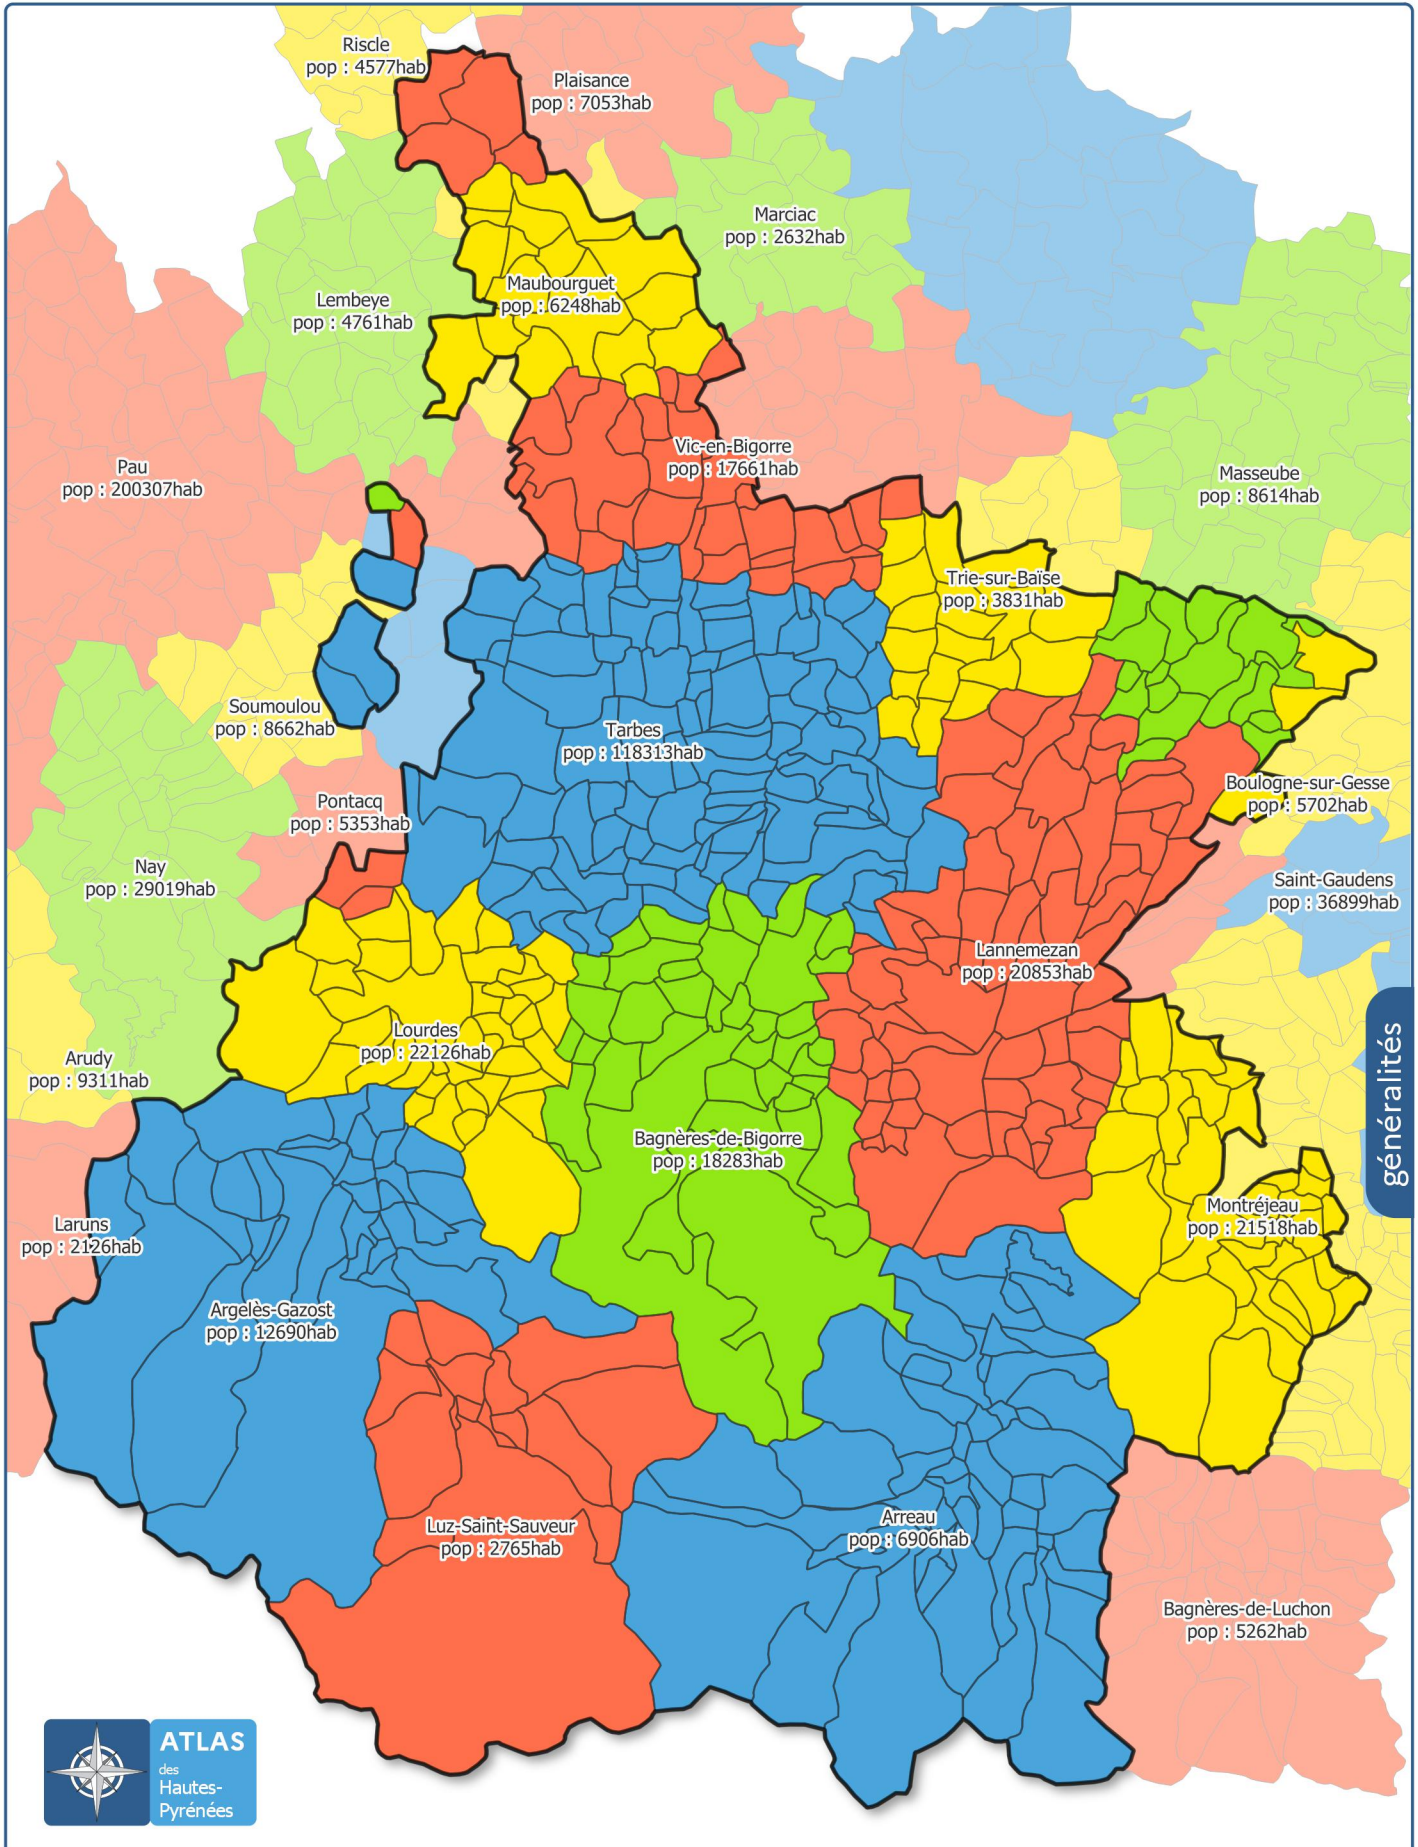 Riscle
pop : 4577hab
Plaisance
pop : 7053hab
Marciac
pop : 2632hab
Maubourguet
pop : 6248hab
Lembeye
pop : 4761hab
Vic-en-Bigorre
pop : 17661hab
Pau
pop : 200307hab
Masseube
pop : 8614hab
Trie-sur-Baïse
pop : 3831hab
Soumoulou
pop : 8662hab
Tarbes
pop : 118313hab
Boulogne-sur-Gesse
pop : 5702hab
Pontacq
pop : 5353hab
Nay
pop : 29019hab
Saint-Gaudens
pop : 36899hab
Lannemezan
pop : 20853hab
Lourdes
pop : 22126hab
Arudy
pop : 9311hab
généralités
Bagnères-de-Bigorre
pop : 18283hab
Montréjeau
pop : 21518hab
Laruns
pop : 2126hab
Argelès-Gazost
pop : 12690hab
Arreau
pop : 6906hab
Luz-Saint-Sauveur
pop : 2765hab
Bagnères-de-Luchon
pop : 5262hab
ATLAS
des
Hautes-
Pyrénées